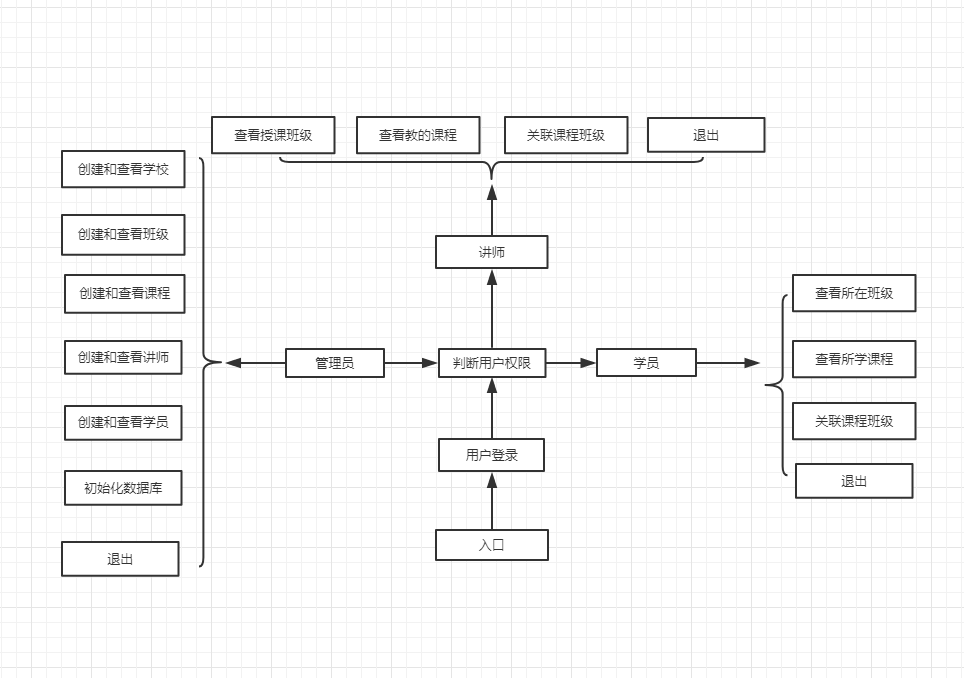 查看授课班级
查看教的课程
关联课程班级
退出
创建和查看学校
创建和查看班级
创建和查看课程
创建和查看讲师
创建和查看学员
初始化数据库
退出
讲师
管理员
判断用户权限
学员
用户登录
入口
查看所在班级
查看所学课程
关联课程班级
退出